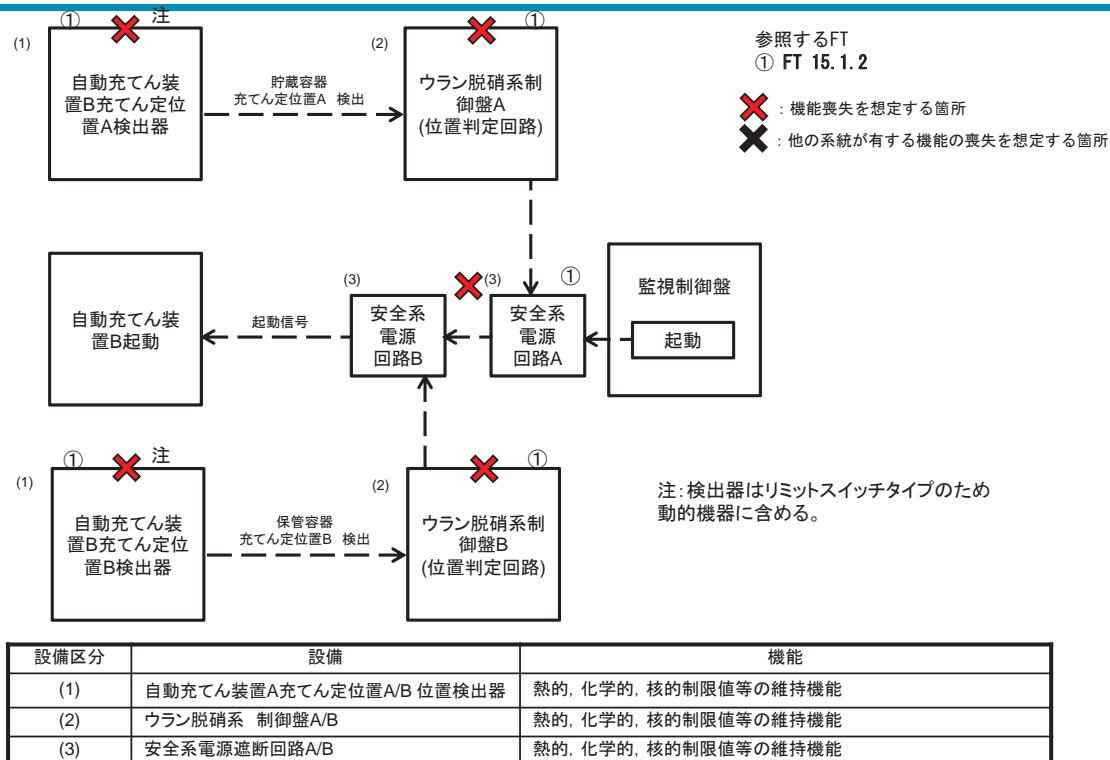 ① 注
(1)
自動充てん装
置B充てん定位
置A検出器
貯蔵容器
充てん定位置A 検出
①
(2)
ウラン脱硝系制
御盤A
(位置判定回路)
参照するFT
① FT 15.1.2
：機能喪失を想定する箇所
：他の系統が有する機能の喪失を想定する箇所
自動充てん装
置B起動
起動信号
(3)
安全系
電源
回路B
(3)
①
安全系
電源
回路A
監視制御盤
起動
① 注
(1)
自動充てん装
置B充てん定位
置B検出器
保管容器
充てん定位置B 検出
①
(2)
ウラン脱硝系制
御盤B
(位置判定回路)
注：検出器はリミットスイッチタイプのため
動的機器に含める。
設備区分 設備 機能
(1) 自動充てん装置A充てん定位置A/B 位置検出器 熱的，化学的，核的制限値等の維持機能
(2) ウラン脱硝系 制御盤A/B 熱的，化学的，核的制限値等の維持機能
(3) 安全系電源遮断回路A/B 熱的，化学的，核的制限値等の維持機能